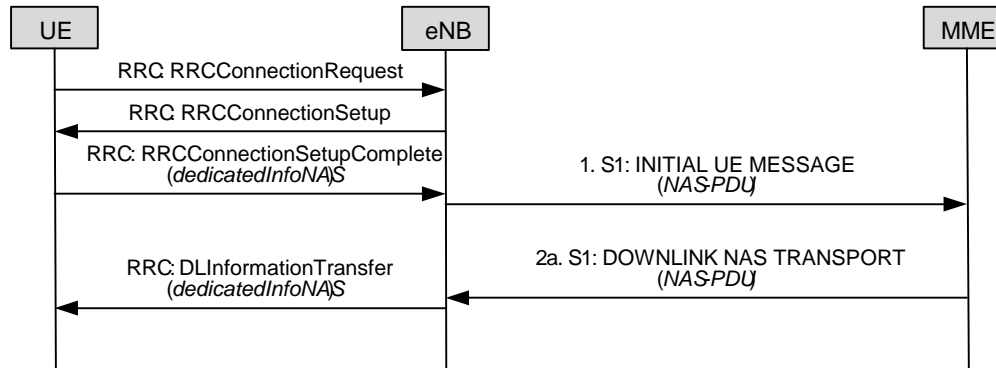 UE
eNB
MME
RRC: RRCConnectionRequest
RRC: RRCConnectionSetup
RRC: RRCConnectionSetupComplete
(dedicatedInfoNAS)
1. S1: INITIAL UE MESSAGE
(NAS-PDU)
RRC: DLInformationTransfer
(dedicatedInfoNAS)
2a. S1: DOWNLINK NAS TRANSPORT
(NAS-PDU)